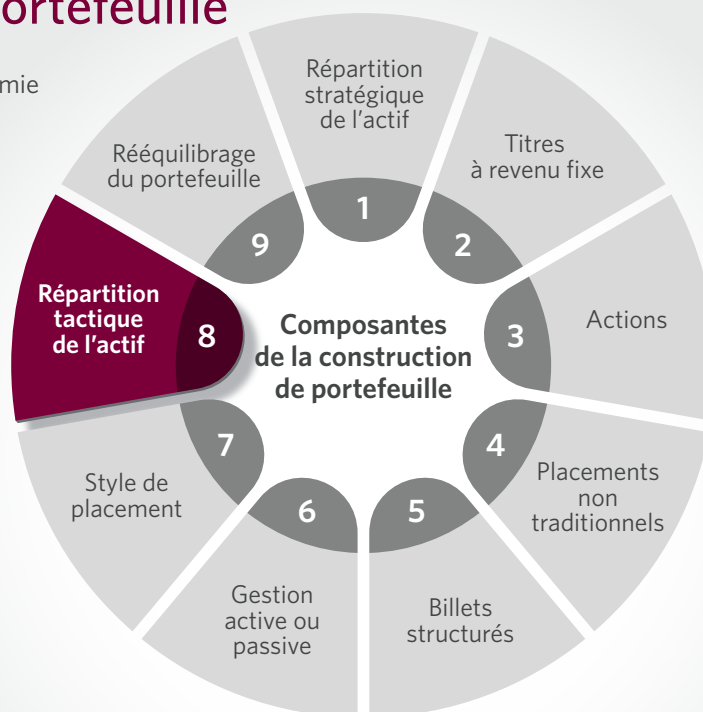 ortefeuille
mie
Répartition
stratégique
de l'actif
1
Titres
à revenu fixe
2
Actions
3
Placements
non
traditionnels
4
Billets
structurés
5
Gestion
active ou
passive
6
Style de
placement
7
Répartition
tactique
de l'actif
8
Rééquilibrage
du portefeuille
9
Composantes
de la construction
de portefeuille